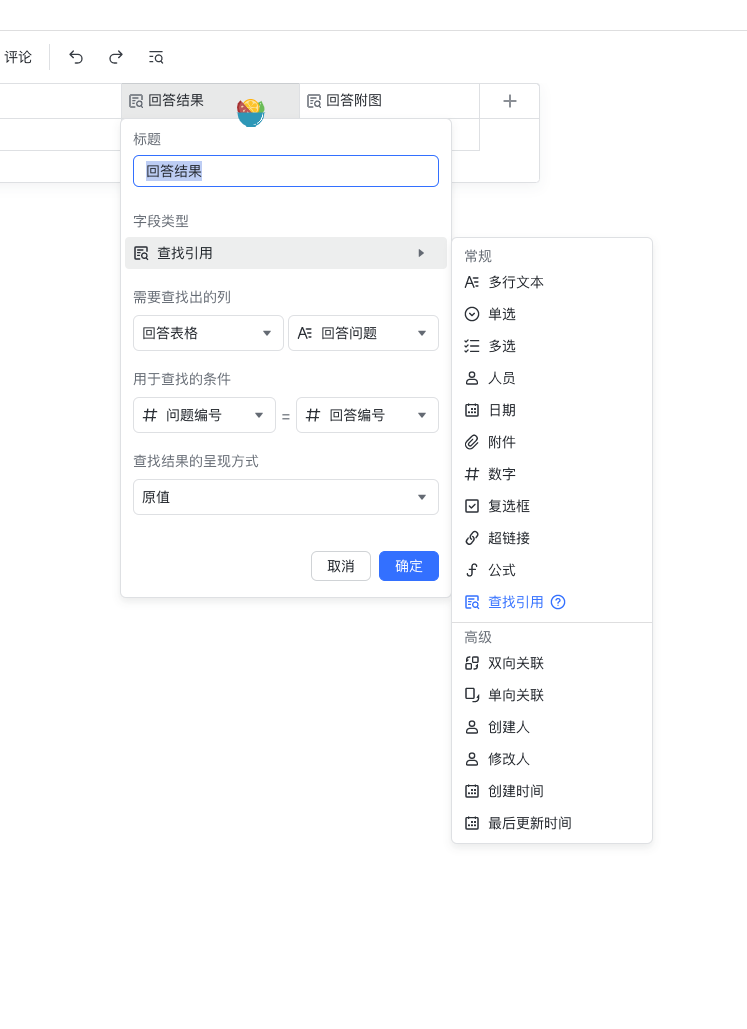 评论
回答结果
回答附图
标题
回答结果
字段类型
查找引用
需要查找出的列
回答表格
回答问题
用于查找的条件
问题编号 = 回答编号
查找结果的呈现方式
原值
取消
确定
常规
多行文本
单选
多选
人员
日期
附件
数字
复选框
超链接
公式
查找引用
高级
双向关联
单向关联
创建人
修改人
创建时间
最后更新时间